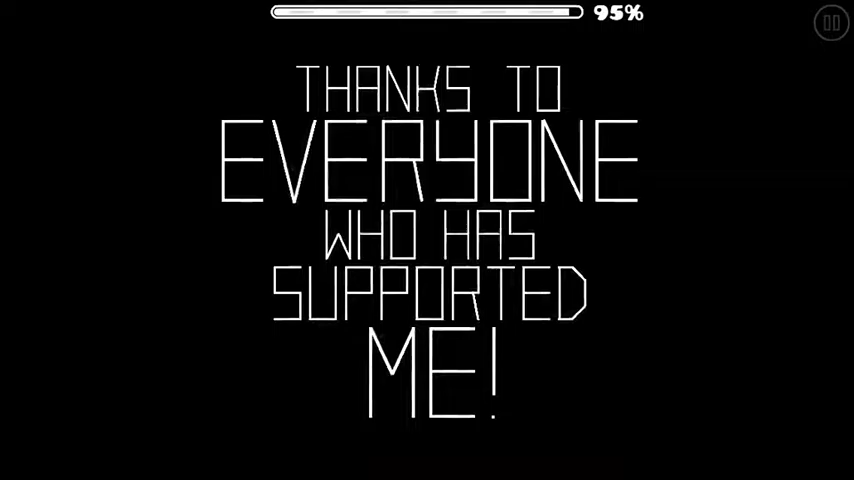 95%
THANKS TO
EVERYONE
WHO HAS
SUPPORTED
ME!